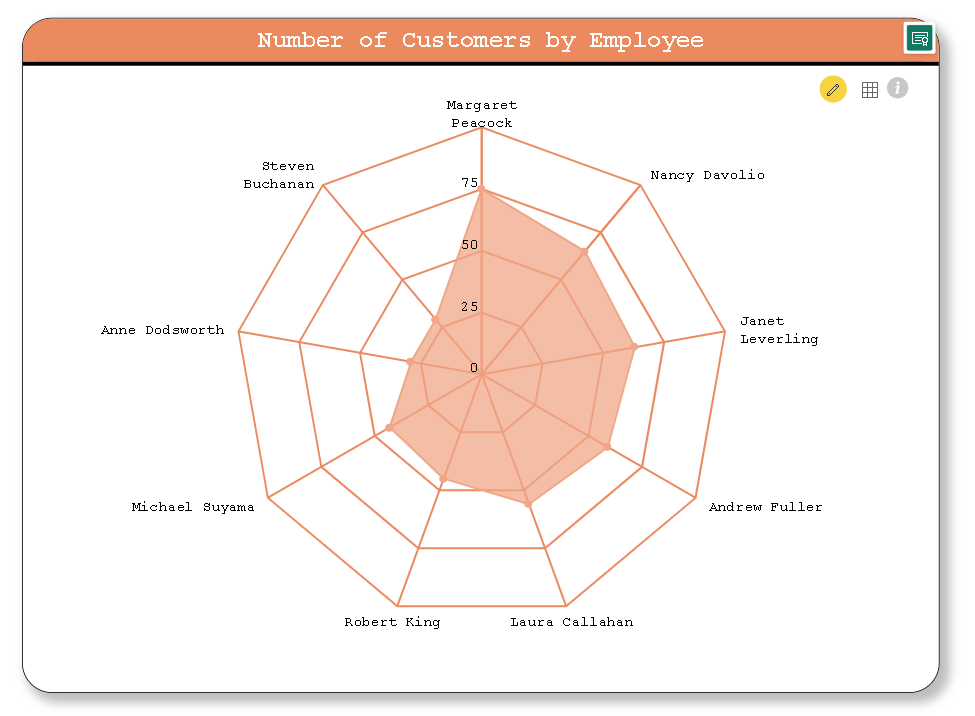 Number of Customers by Employee
i
Margaret
Peacock
Steven
Buchanan
Nancy Davolio
75
50
25
0
Anne Dodsworth
Janet
Leverling
Michael Suyama
Andrew Fuller
Robert King
Laura Callahan